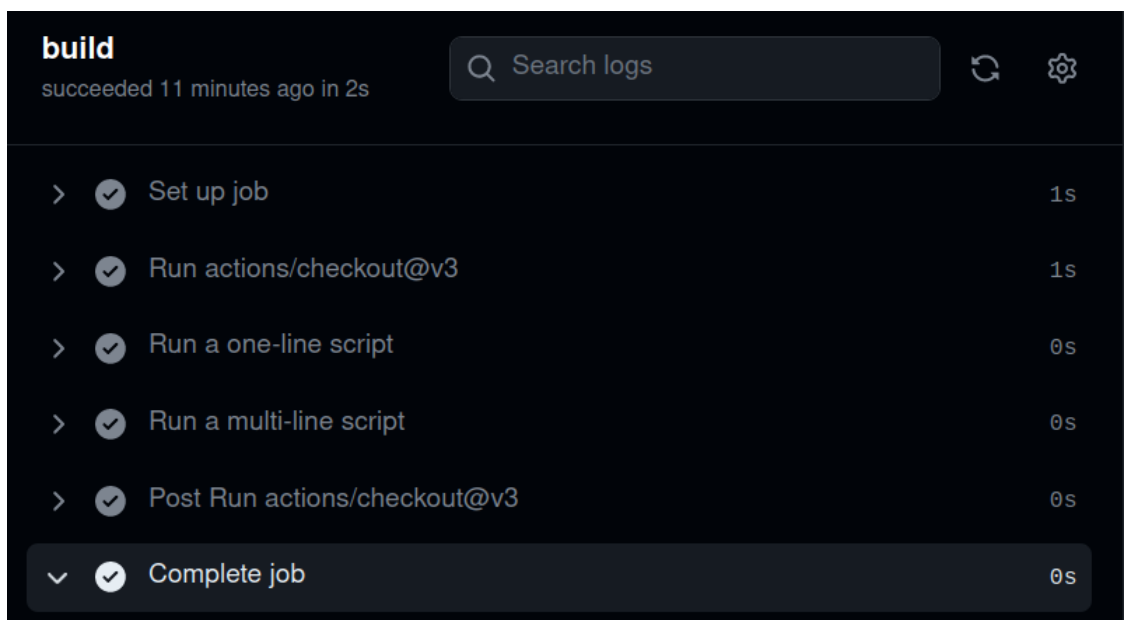 build
succeeded 11 minutes ago in 2s
Search logs
Set up job 1s
Run actions/checkout@v3 1s
Run a one-line script 0s
Run a multi-line script 0s
Post Run actions/checkout@v3 0s
Complete job 0s